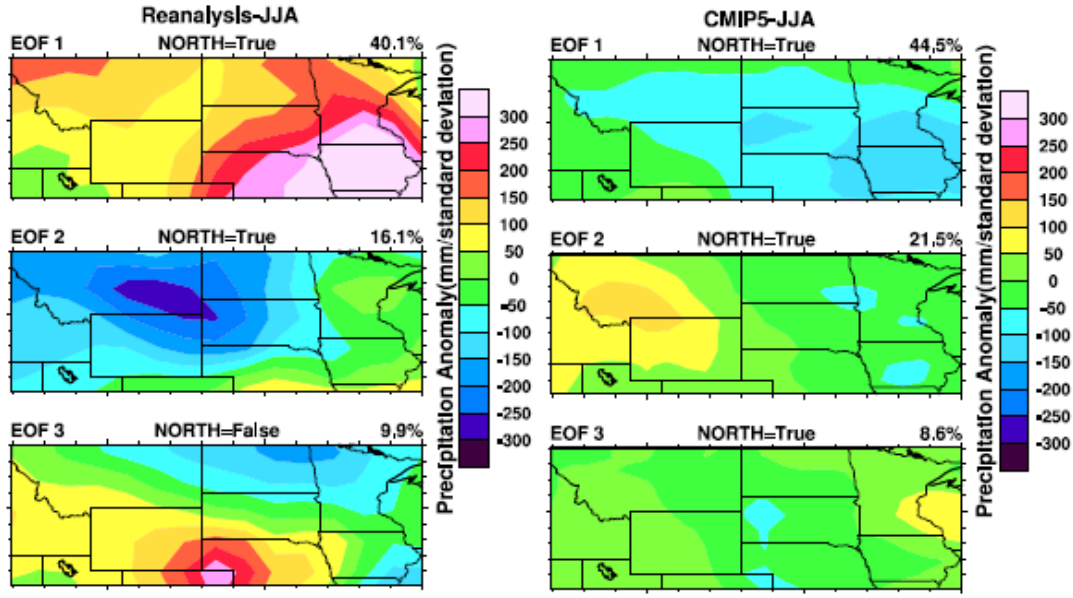 Reanalysis-JJA
EOF 1 NORTH=True 40.1%
EOF 2 NORTH=True 16.1%
EOF 3 NORTH=False 9,9%
300
250
200
150
100
50
0
-50
-100
-150
-200
-250
-300
Precipitation Anomaly(mm/standard deviation)
CMIP5-JJA
EOF 1 NORTH=True 44,5%
EOF 2 NORTH=True 21,5%
EOF 3 NORTH=True 8.6%
300
250
200
150
100
50
0
-50
-100
-150
-200
-250
-300
Precipitation Anomaly(mm/standard deviation)